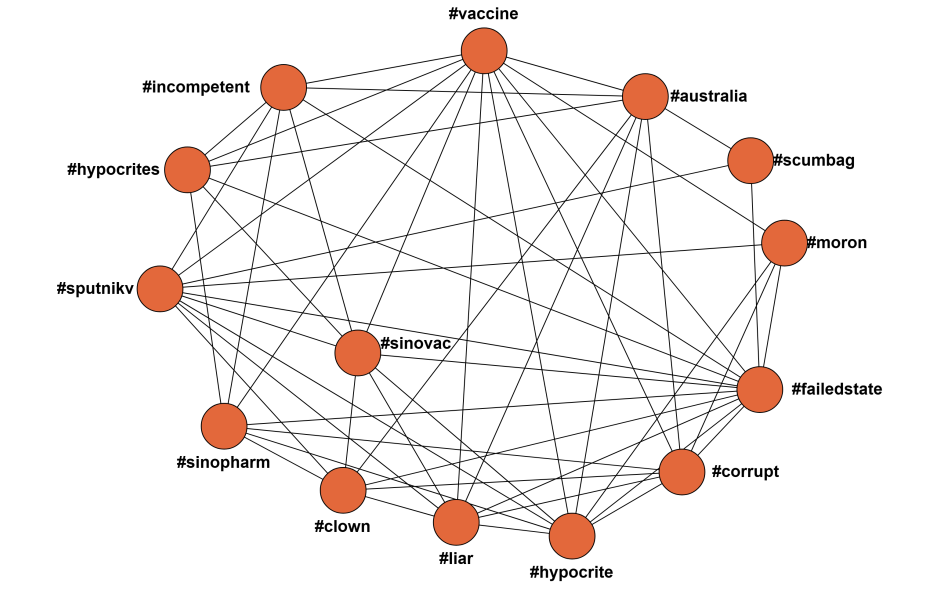 #vaccine
#incompetent
#australia
#scumbag
#hypocrites
#moron
#sputnikv
#sinovac
#failedstate
#sinopharm
#corrupt
#clown
#liar
#hypocrite